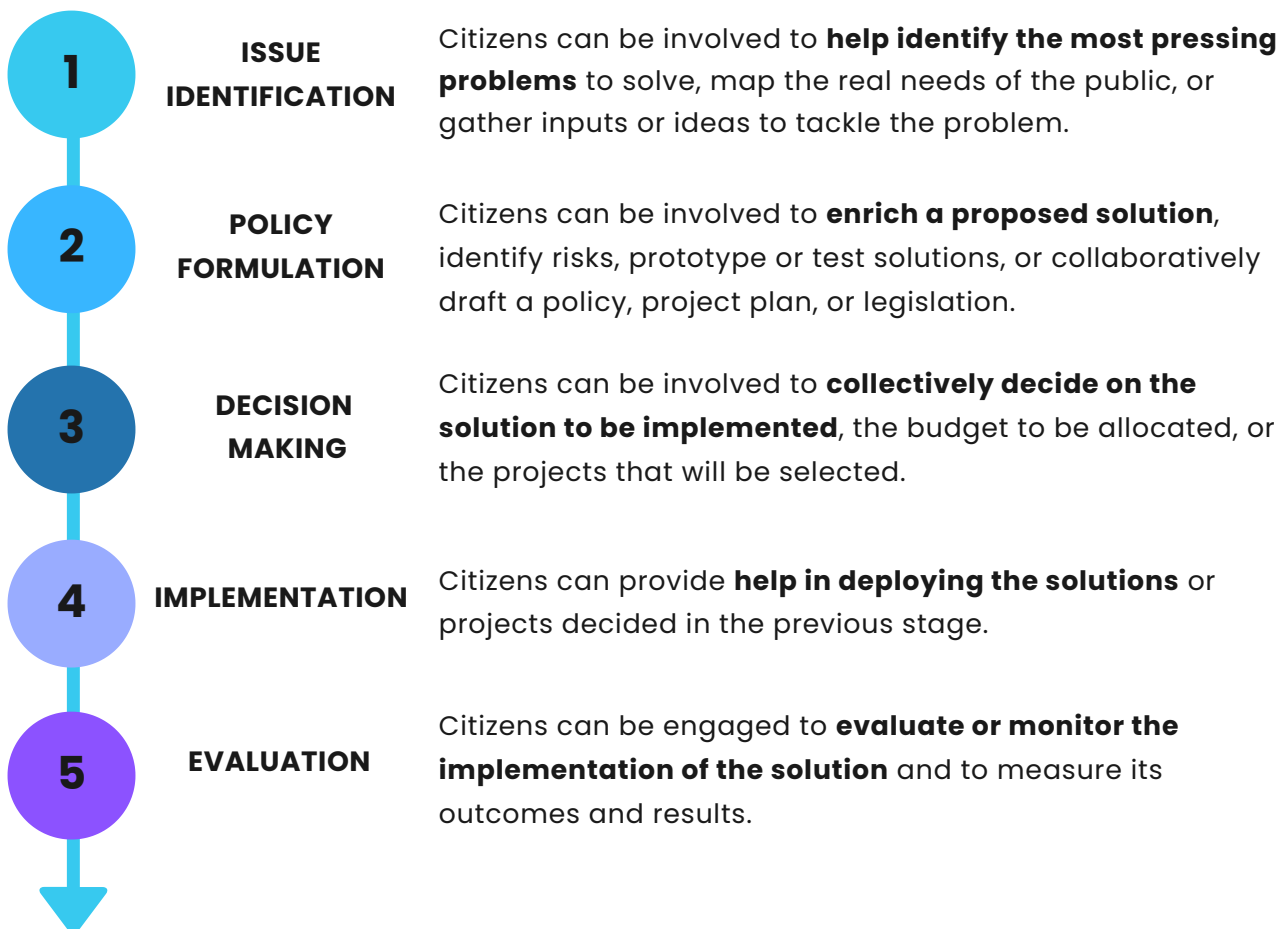 1
ISSUE
IDENTIFICATION
Citizens can be involved to help identify the most pressing
problems to solve, map the real needs of the public, or
gather inputs or ideas to tackle the problem.
2
POLICY
FORMULATION
Citizens can be involved to enrich a proposed solution,
identify risks, prototype or test solutions, or collaboratively
draft a policy, project plan, or legislation.
3
DECISION
MAKING
Citizens can be involved to collectively decide on the
solution to be implemented, the budget to be allocated, or
the projects that will be selected.
4
IMPLEMENTATION
Citizens can provide help in deploying the solutions or
projects decided in the previous stage.
5
EVALUATION
Citizens can be engaged to evaluate or monitor the
implementation of the solution and to measure its
outcomes and results.